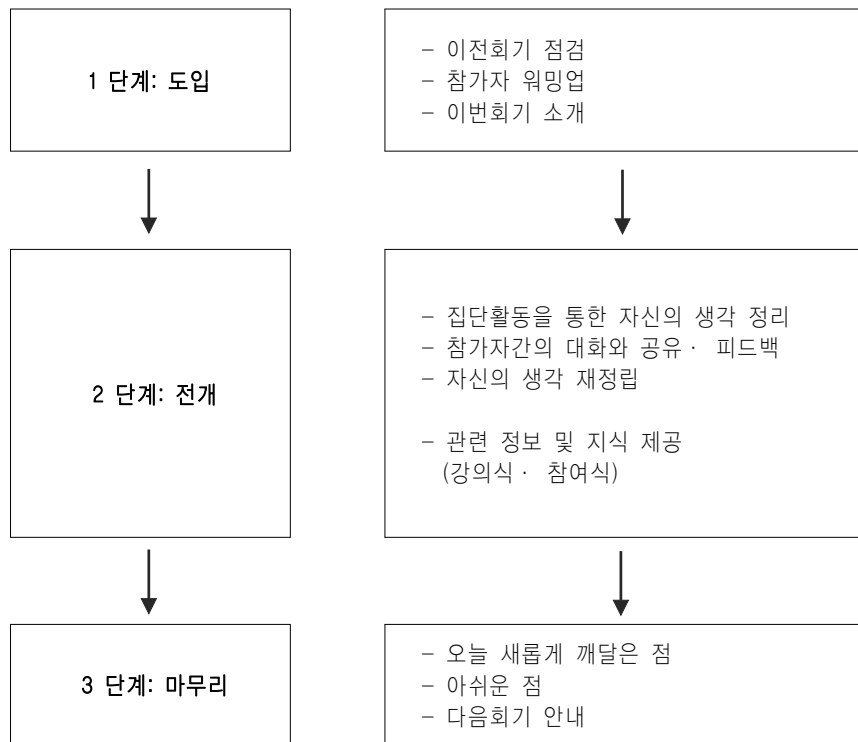 1 단계: 도입
- 이전회기 점검
- 참가자 워밍업
- 이번회기 소개
2 단계: 전개
- 집단활동을 통한 자신의 생각 정리
- 참가자간의 대화와 공유· 피드백
- 자신의 생각 재정립
- 관련 정보 및 지식 제공
(강의식· 참여식)
3 단계: 마무리
- 오늘 새롭게 깨달은 점
- 아쉬운 점
- 다음회기 안내